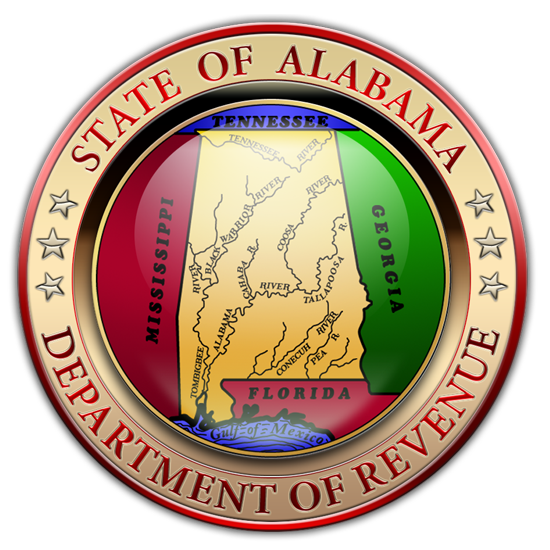 STATE OF ALABAMA
TENNESSEE
TENNESSEE RIVER
MISSISSIPPI
GEORGIA
BLACK WARRIOR RIVER
COOSA RIVER
CAHABA R.
RIVER
TALLAPOOSA R.
TOMBIGBEE RIVER
ALABAMA
CONECUH RIVER
PEA R.
FLORIDA
Gulf of Mexico
DEPARTMENT OF REVENUE